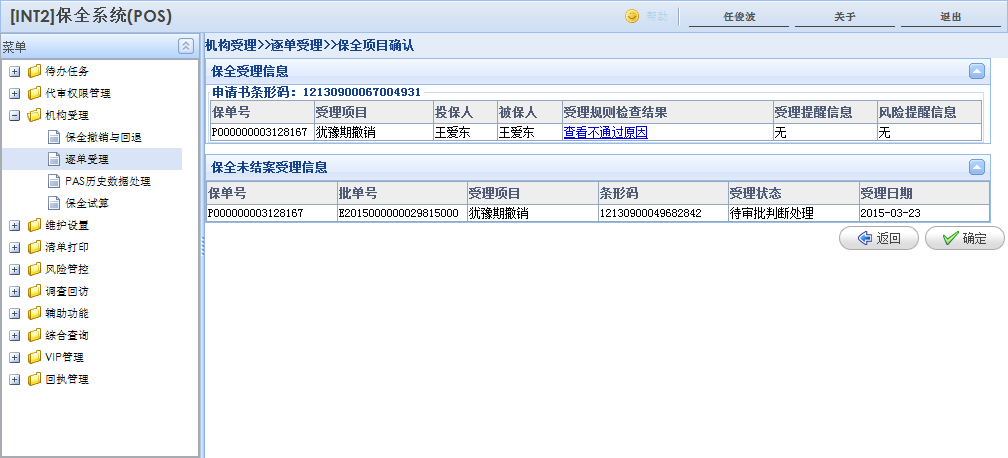 [INT2]保全系统(POS)
帮助
任俊波
关于
退出
菜单
待办任务
代审权限管理
机构受理
保全撤销与回退
逐单受理
PAS历史数据处理
保全试算
维护设置
清单打印
风险管控
调查回访
辅助功能
综合查询
VIP管理
回执管理
机构受理>>逐单受理>>保全项目确认
保全受理信息
申请书条形码：12130900067004931
保单号 受理项目 投保人 被保人 受理规则检查结果 受理提醒信息 风险提醒信息
P000000003128167 犹豫期撤销 王爱东 王爱东 查看不通过原因 无 无
保全未结案受理信息
保单号 批单号 受理项目 条形码 受理状态 受理日期
P000000003128167 E2015000000029815000 犹豫期撤销 12130900049682842 待审批判断处理 2015-03-23
返回 确定